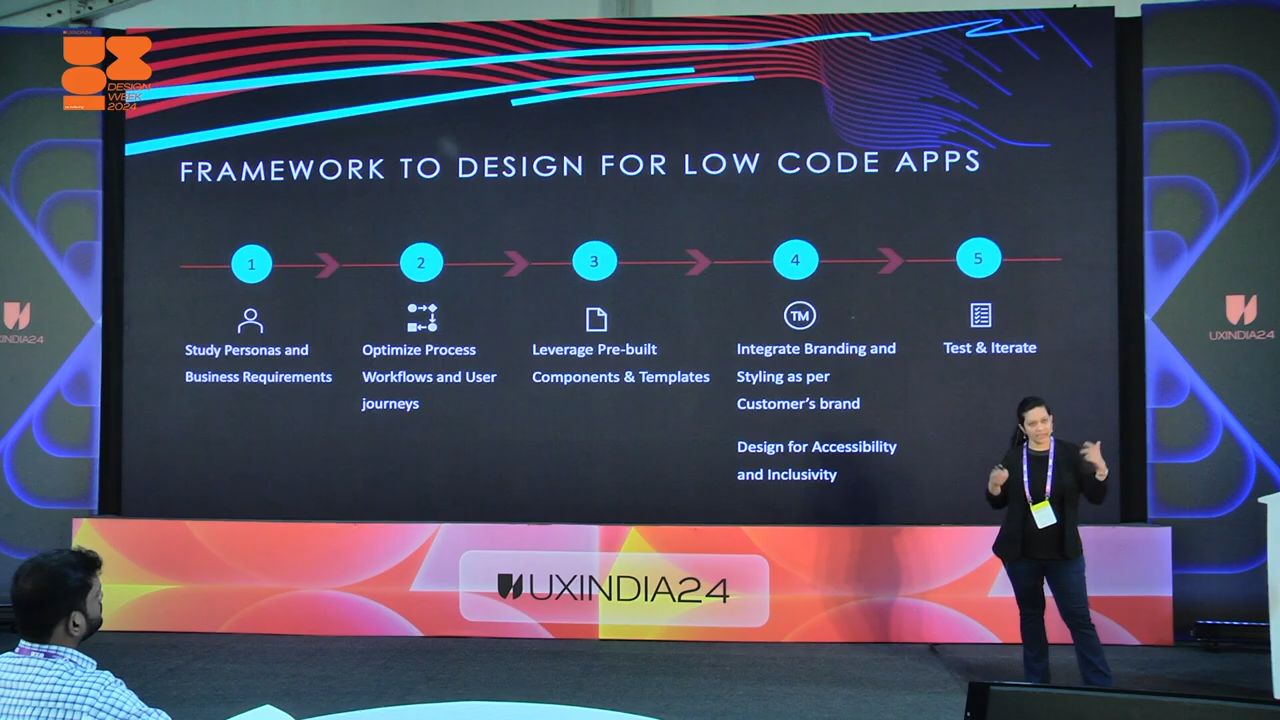 UXINDIA
DESIGN
WEEK
2024
FRAMEWORK TO DESIGN FOR LOW CODE APPS
1
2
3
4
5
TM
Study Personas and
Business Requirements
Optimize Process
Workflows and User
journeys
Leverage Pre-built
Components & Templates
Integrate Branding and
Styling as per
Customer's brand
Design for Accessibility
and Inclusivity
Test & Iterate
UXINDIA24
UXINDIA24